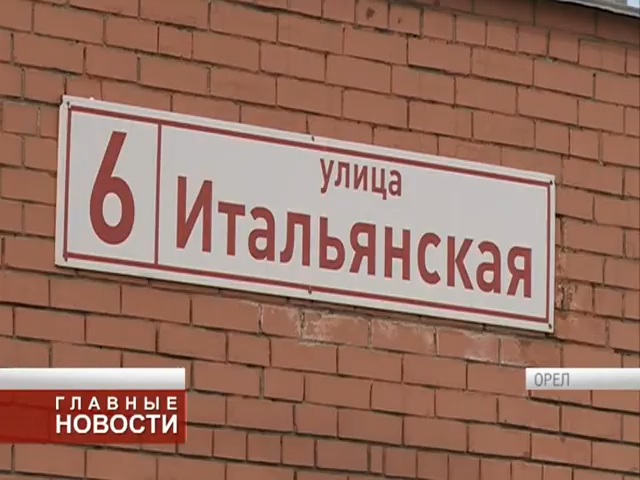 6
улица
Итальянская
ОРЕЛ
ГЛАВНЫЕ
НОВОСТИ